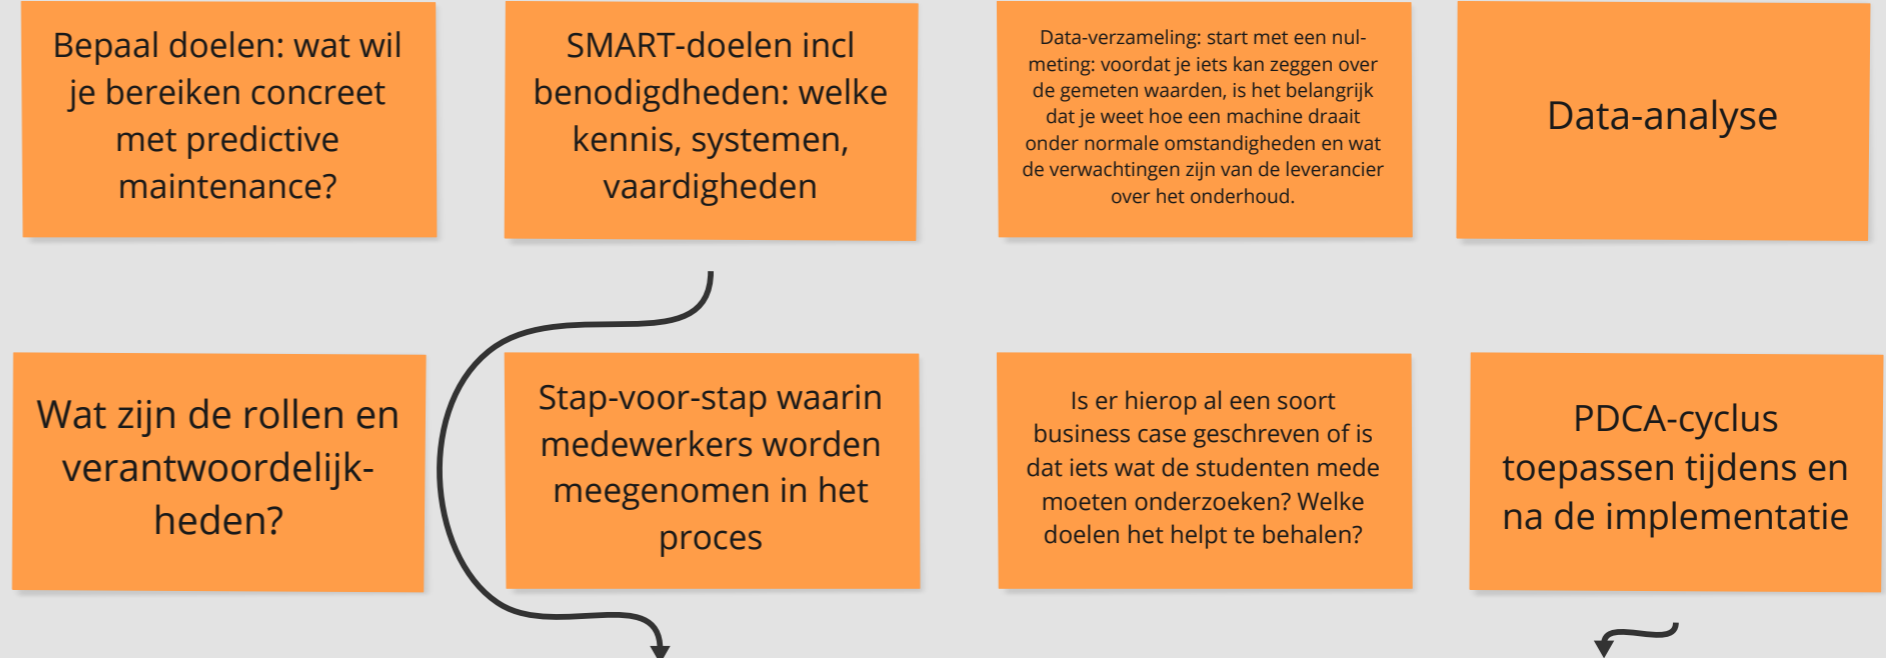 Bepaal doelen: wat wil
je bereiken concreet
met predictive
maintenance?
SMART-doelen incl
benodigdheden: welke
kennis, systemen,
vaardigheden
Data-verzameling: start met een nul-
meting: voordat je iets kan zeggen over
de gemeten waarden, is het belangrijk
dat je weet hoe een machine draait
onder normale omstandigheden en wat
de verwachtingen zijn van de leverancier
over het onderhoud.
Data-analyse
Wat zijn de rollen en
verantwoordelijk-
heden?
Stap-voor-stap waarin
medewerkers worden
meegenomen in het
proces
Is er hierop al een soort
business case geschreven of is
dat iets wat de studenten mede
moeten onderzoeken? Welke
doelen het helpt te behalen?
PDCA-cyclus
toepassen tijdens en
na de implementatie